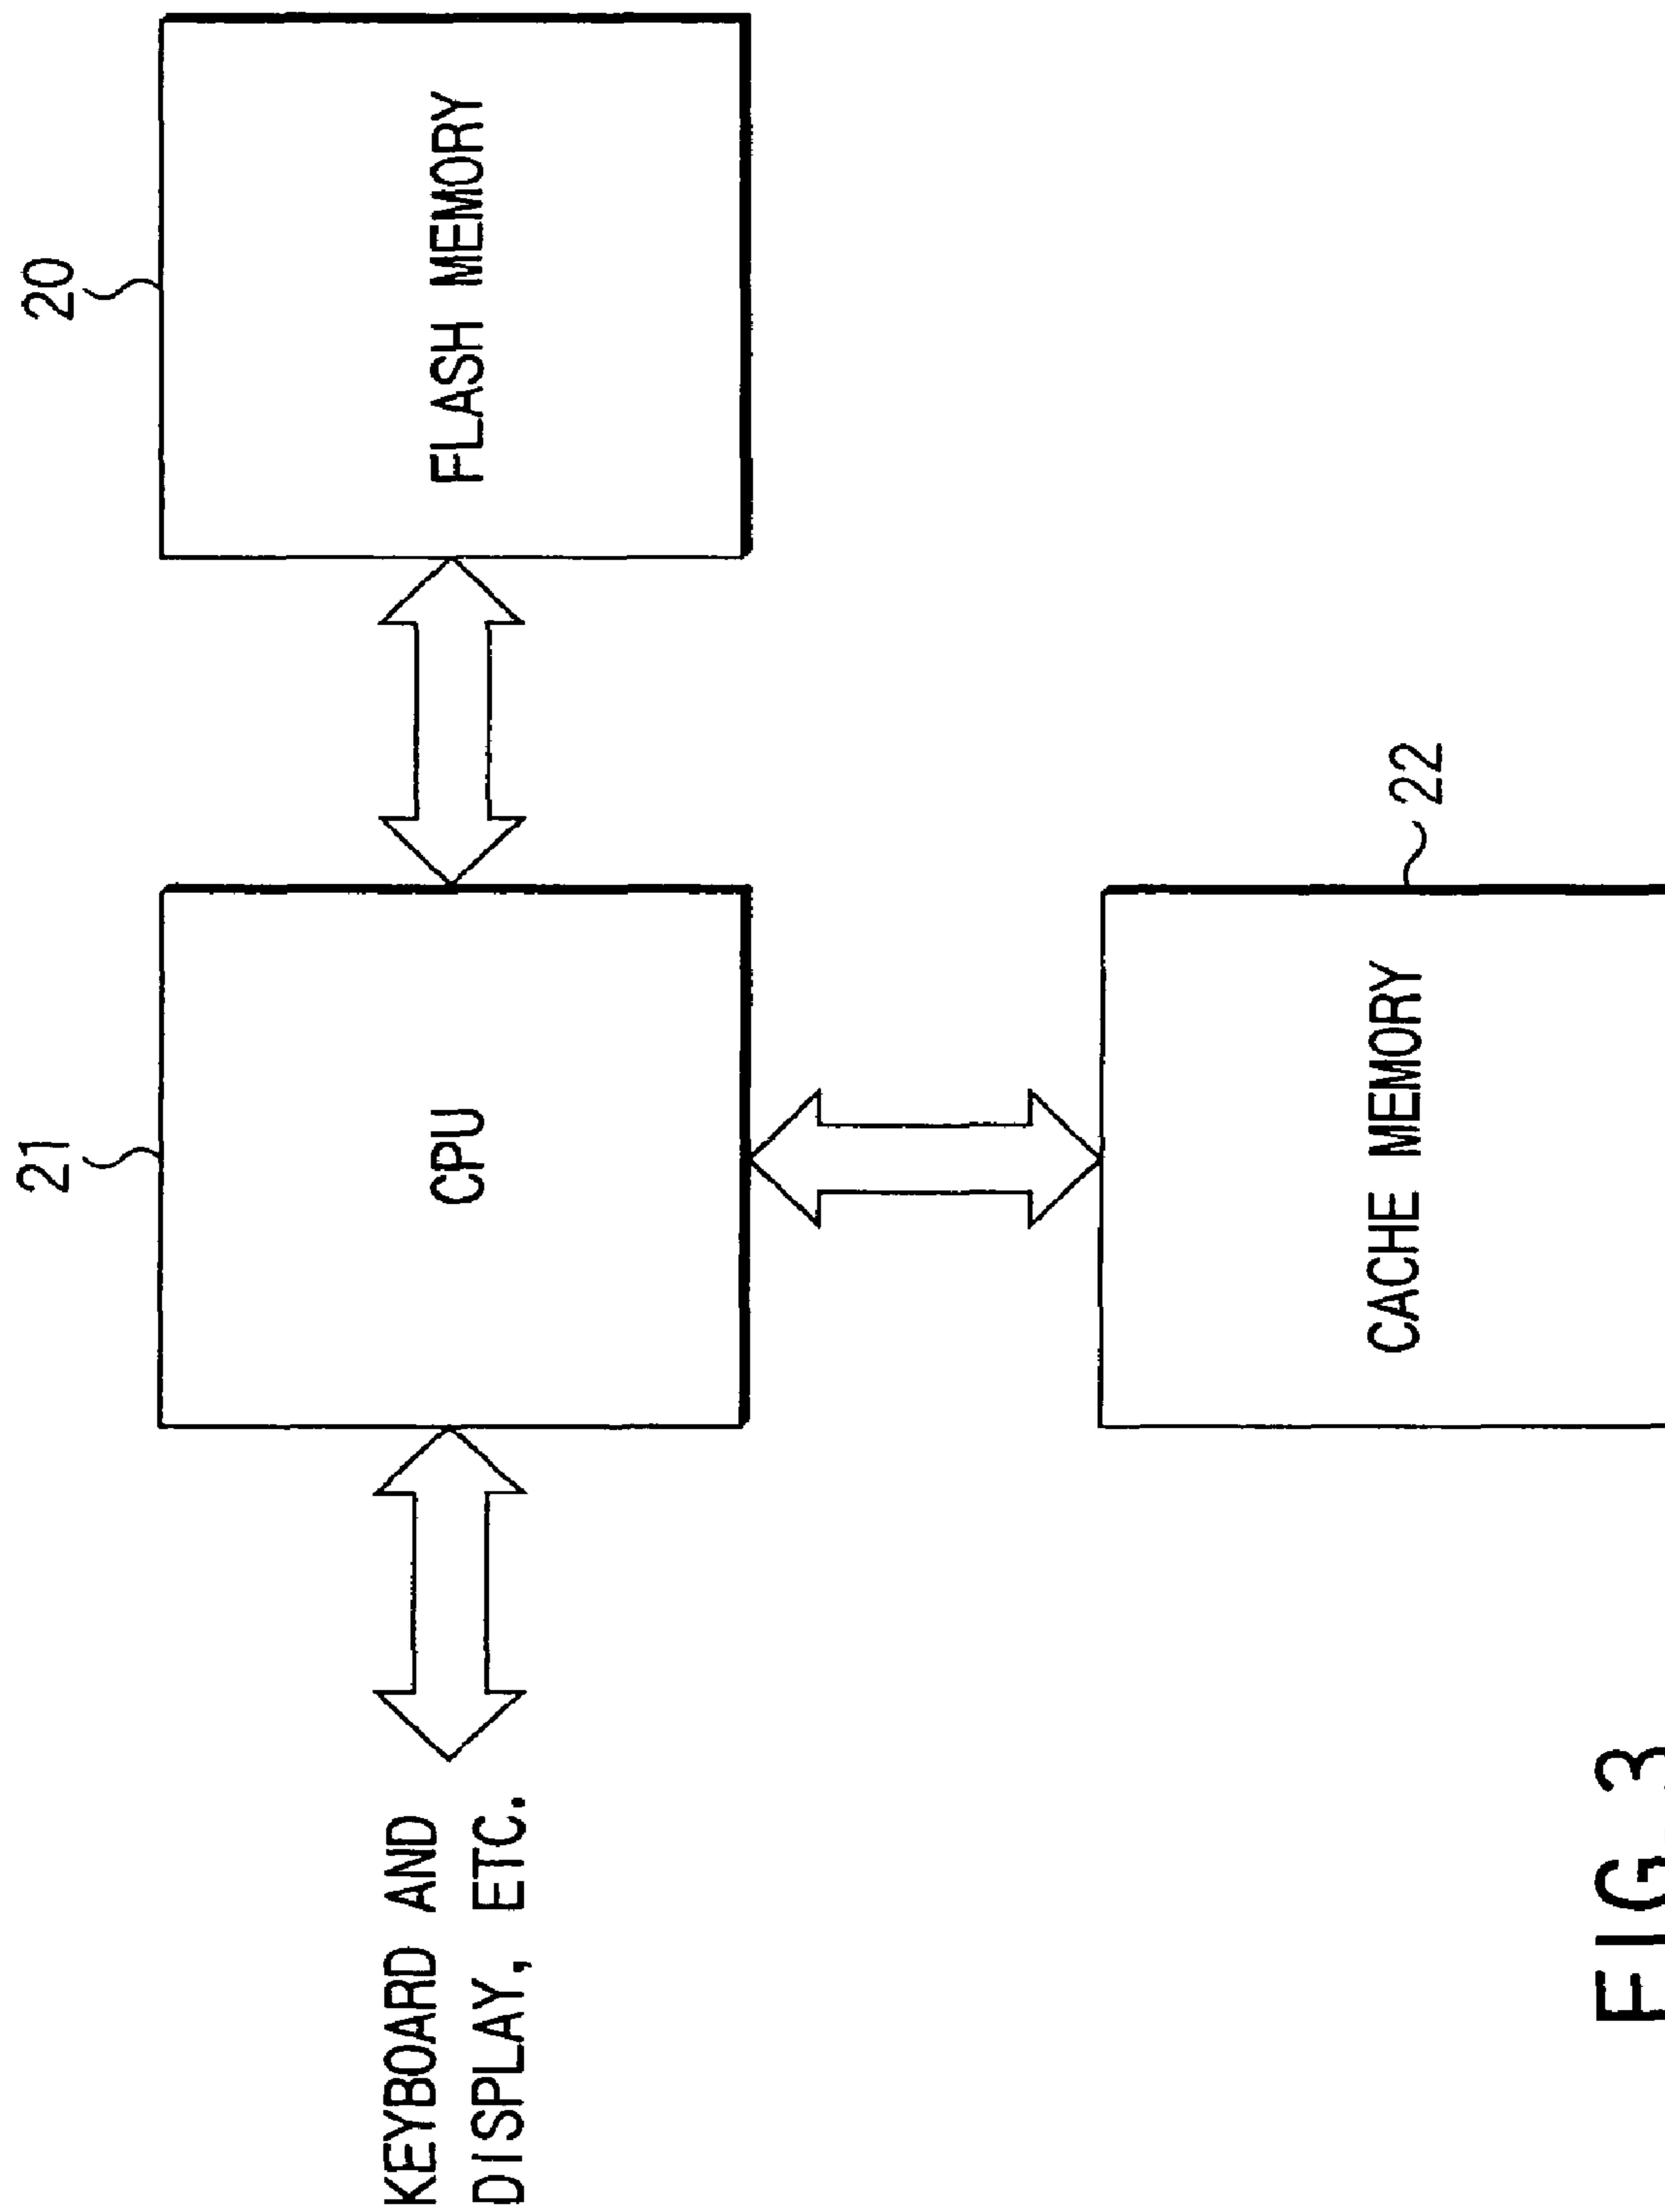 21
20
KEYBOARD AND
DISPLAY, ETC.
CPU
FLASH MEMORY
22
CACHE MEMORY
FIG.3